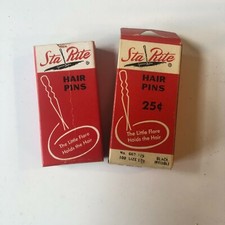 Sta Rite
HAIR
PINS
The Little Flare
Holds the Hair
Sta Rite
HAIR
PINS
25¢
The Little Flare
Holds the Hair
BLACK